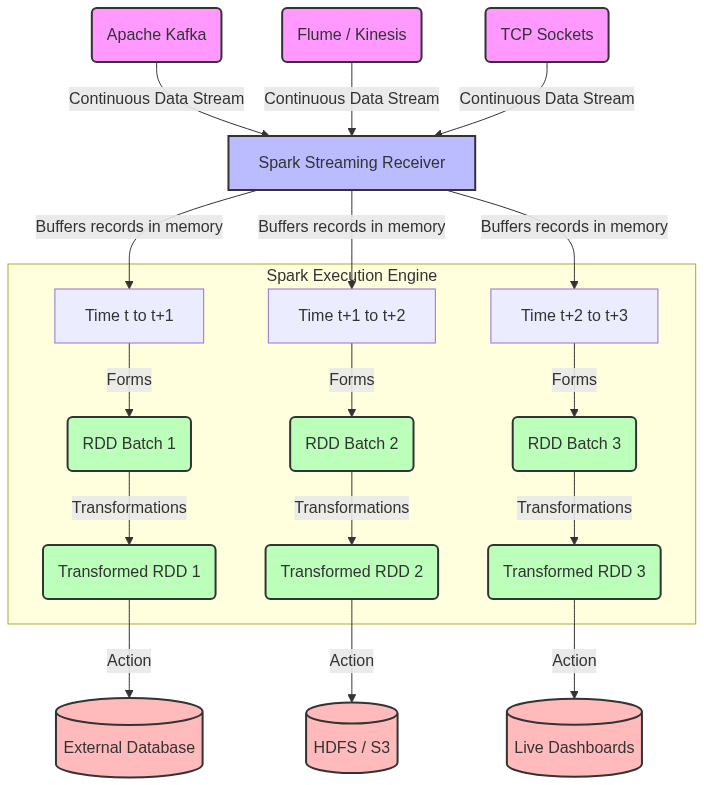 Apache Kafka
Flume / Kinesis
TCP Sockets
Continuous Data Stream
Continuous Data Stream
Continuous Data Stream
Spark Streaming Receiver
Buffers records in memory
Buffers records in memory
Buffers records in memory
Spark Execution Engine
Time t to t+1
Time t+1 to t+2
Time t+2 to t+3
Forms
Forms
Forms
RDD Batch 1
RDD Batch 2
RDD Batch 3
Transformations
Transformations
Transformations
Transformed RDD 1
Transformed RDD 2
Transformed RDD 3
Action
Action
Action
External Database
HDFS / S3
Live Dashboards